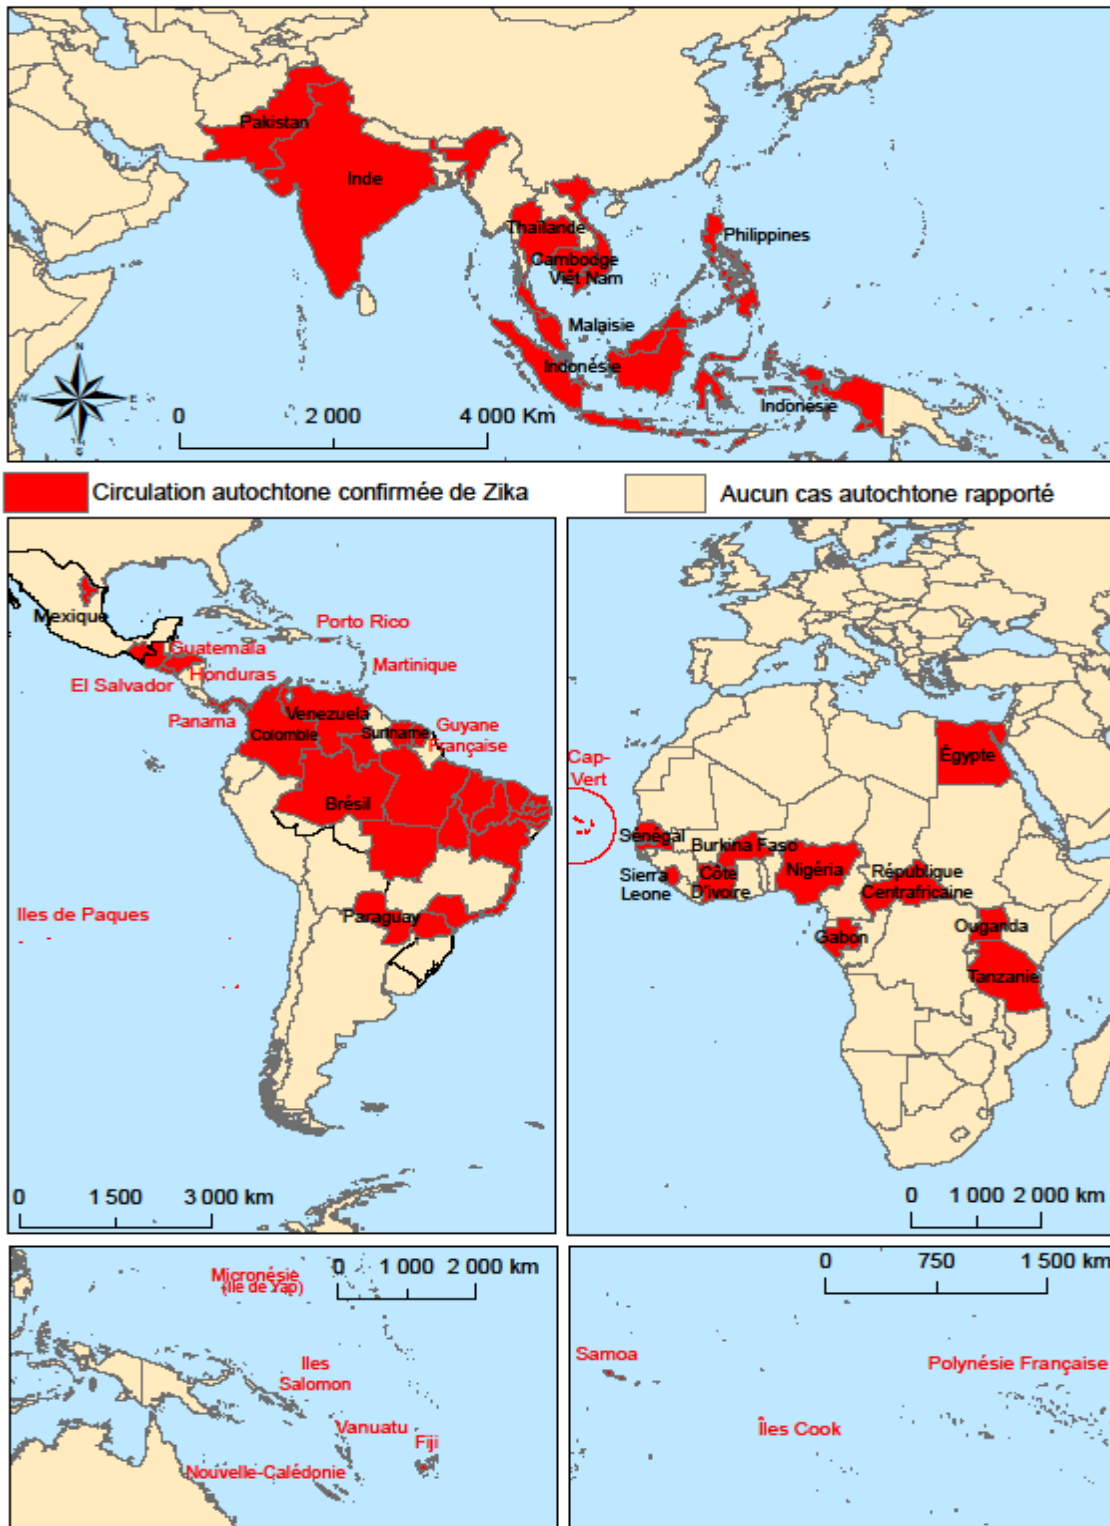 Pakistan
Inde
Thaïlande
Cambodge
Viêt Nam
Philippines
Malaisie
Indonésie
Indonésie
N
W
E
S
0 2 000 4 000 Km
Circulation autochtone confirmée de Zika
Aucun cas autochtone rapporté
Mexique
Porto Rico
Guatemala
Martinique
Honduras
El Salvador
Panama
Venezuela
Colombie
Suriname
Guyane
Française
Brésil
Paraguay
Iles de Paques
0 1 500 3 000 km
Cap-
Vert
Égypte
Sénégal
Burkina Faso
Sierra
Leone
Côte
D'ivoire
Nigéria
République
Centrafricaine
Gabon
Ouganda
Tanzanie
0 1 000 2 000 km
Micronésie
(Ile de Yap)
0 1 000 2 000 km
Iles
Salomon
Vanuatu
Fiji
Nouvelle-Calédonie
0 750 1 500 km
Samoa
Polynésie Française
Îles Cook